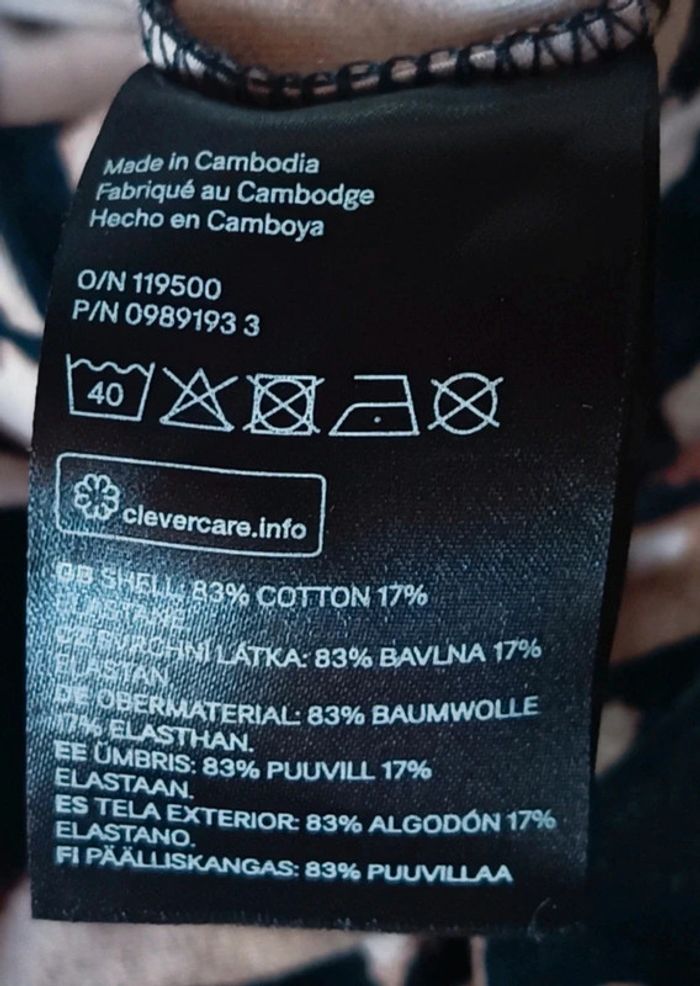 Made in Cambodia
Fabriqué au Cambodge
Hecho en Camboya
O/N 119500
P/N 0989193 3
40
clevercare.info
GB SHELL: 83% COTTON 17%
ELASTANE
CZ SVRCHNÍ LÁTKA: 83% BAVLNA 17%
ELASTAN.
DE OBERMATERIAL: 83% BAUMWOLLE
17% ELASTHAN.
EE ÜMBRIS: 83% PUUVILL 17%
ELASTAAN.
ES TELA EXTERIOR: 83% ALGODÓN 17%
ELASTANO.
FI PÄÄLLISKANGAS: 83% PUUVILLAA